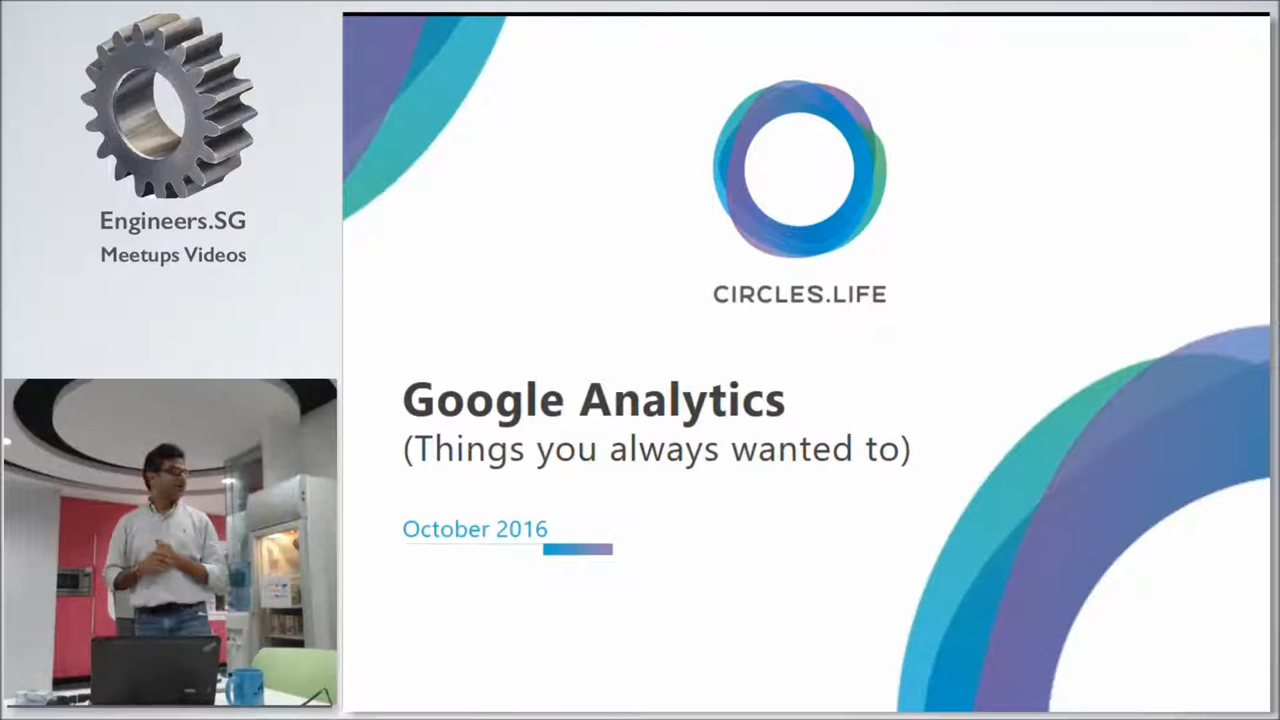 Engineers.SG
Meetups Videos
CIRCLES.LIFE
Google Analytics
(Things you always wanted to)
October 2016